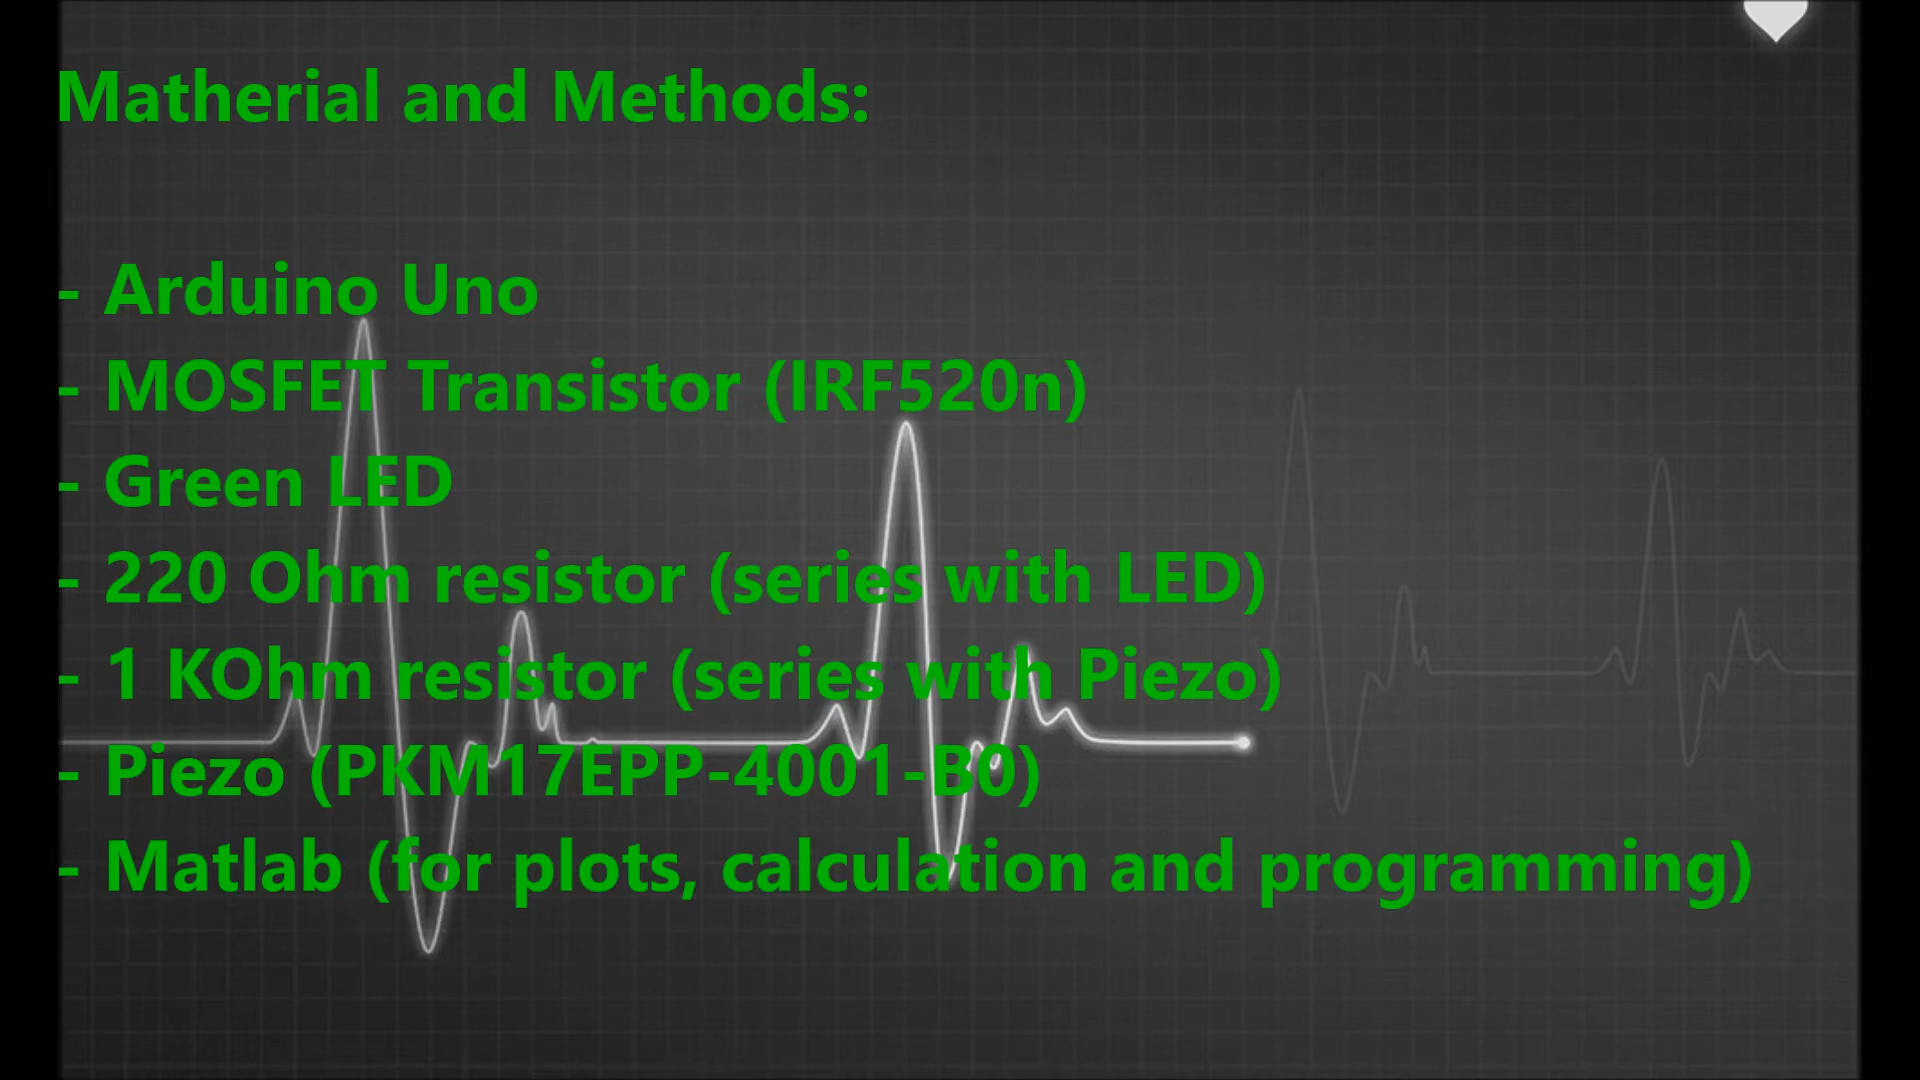 Matherial and Methods:
- Arduino Uno
- MOSFET Transistor (IRF520n)
- Green LED
- 220 Ohm resistor (series with LED)
- 1 KOhm resistor (series with Piezo)
- Piezo (PKM17EPP-4001-B0)
- Matlab (for plots, calculation and programming)